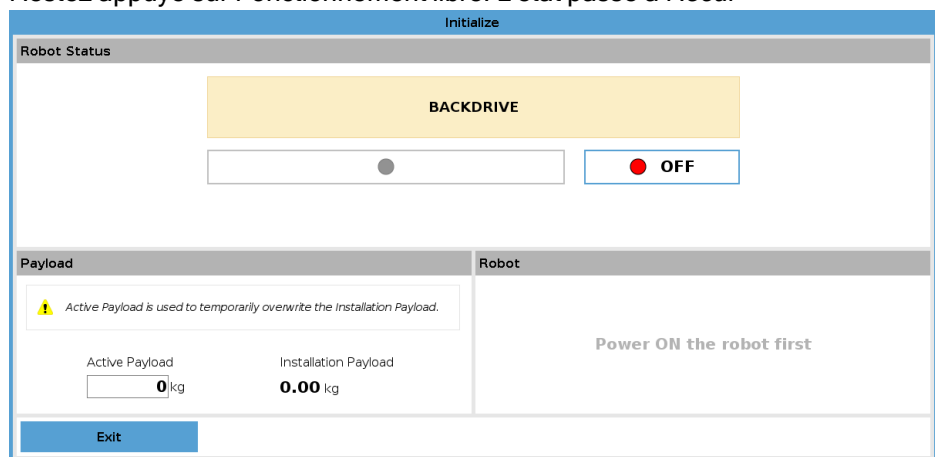 Restez appuyé sur Fonctionnement libre. L'état passe à Recul
Initialize
Robot Status
BACKDRIVE
OFF
Payload
Robot
Active Payload is used to temporarily overwrite the Installation Payload.
Power ON the robot first
Active Payload
Installation Payload
0 kg
0.00 kg
Exit